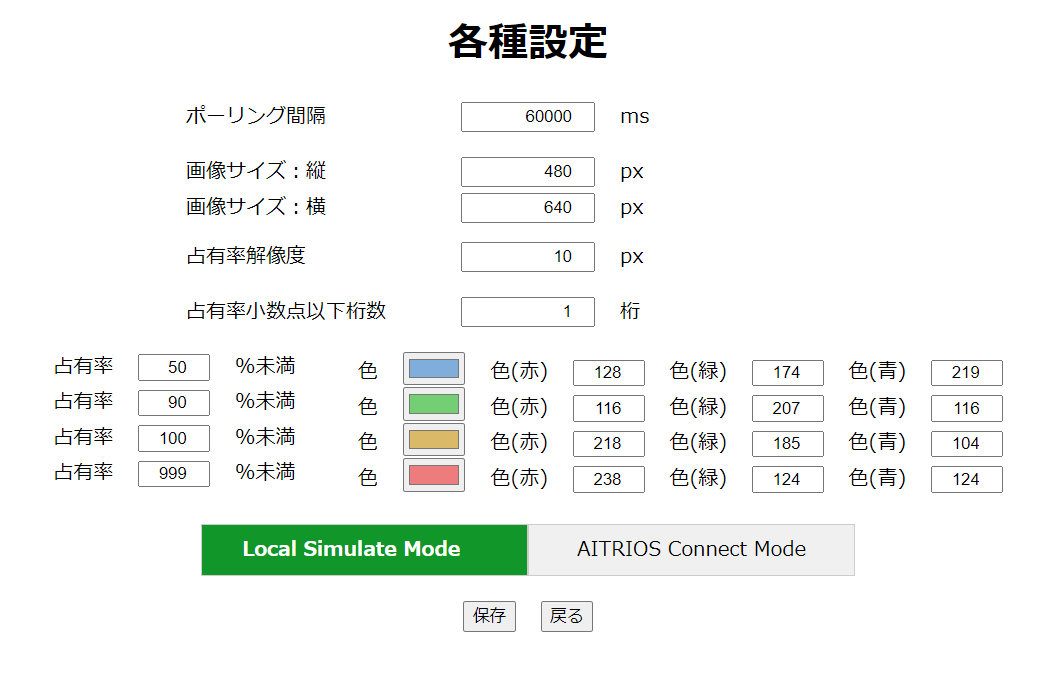 各種設定
ポーリング間隔 60000 ms
画像サイズ：縦 480 px
画像サイズ：横 640 px
占有率解像度 10 px
占有率小数点以下桁数 1 桁
占有率 50 %未満 色 色(赤) 128 色(緑) 174 色(青) 219
占有率 90 %未満 色 色(赤) 116 色(緑) 207 色(青) 116
占有率 100 %未満 色 色(赤) 218 色(緑) 185 色(青) 104
占有率 999 %未満 色 色(赤) 238 色(緑) 124 色(青) 124
Local Simulate Mode AITRIOS Connect Mode
保存 戻る